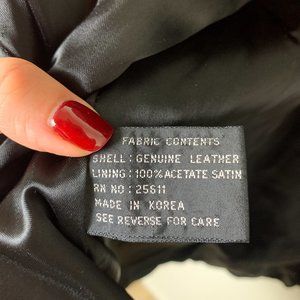 FABRIC CONTENTS
SHELL: GENUINE LEATHER
LINING: 100% ACETATE SATIN
RN NO: 25611
MADE IN KOREA
SEE REVERSE FOR CARE